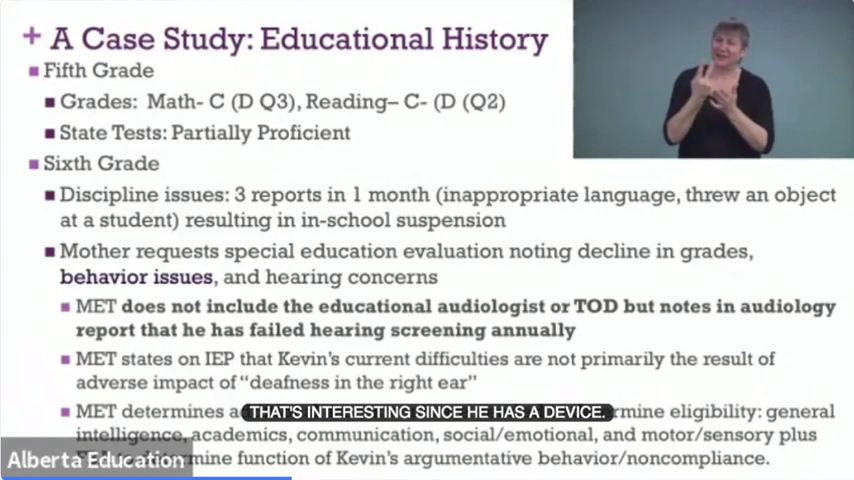 + A Case Study: Educational History
Fifth Grade
Grades: Math- C (D Q3), Reading– C- (D (Q2)
State Tests: Partially Proficient
Sixth Grade
Discipline issues: 3 reports in 1 month (inappropriate language, threw an object
at a student) resulting in in-school suspension
Mother requests special education evaluation noting decline in grades,
behavior issues, and hearing concerns
MET does not include the educational audiologist or TOD but notes in audiology
report that he has failed hearing screening annually
MET states on IEP that Kevin's current difficulties are not primarily the result of
adverse impact of “deafness in the right ear”
MET determines eligibility: general
THAT'S INTERESTING SINCE HE HAS A DEVICE.
intelligence, academics, communication, social/emotional, and motor/sensory plus
determine function of Kevin's argumentative behavior/noncompliance.
Alberta Education